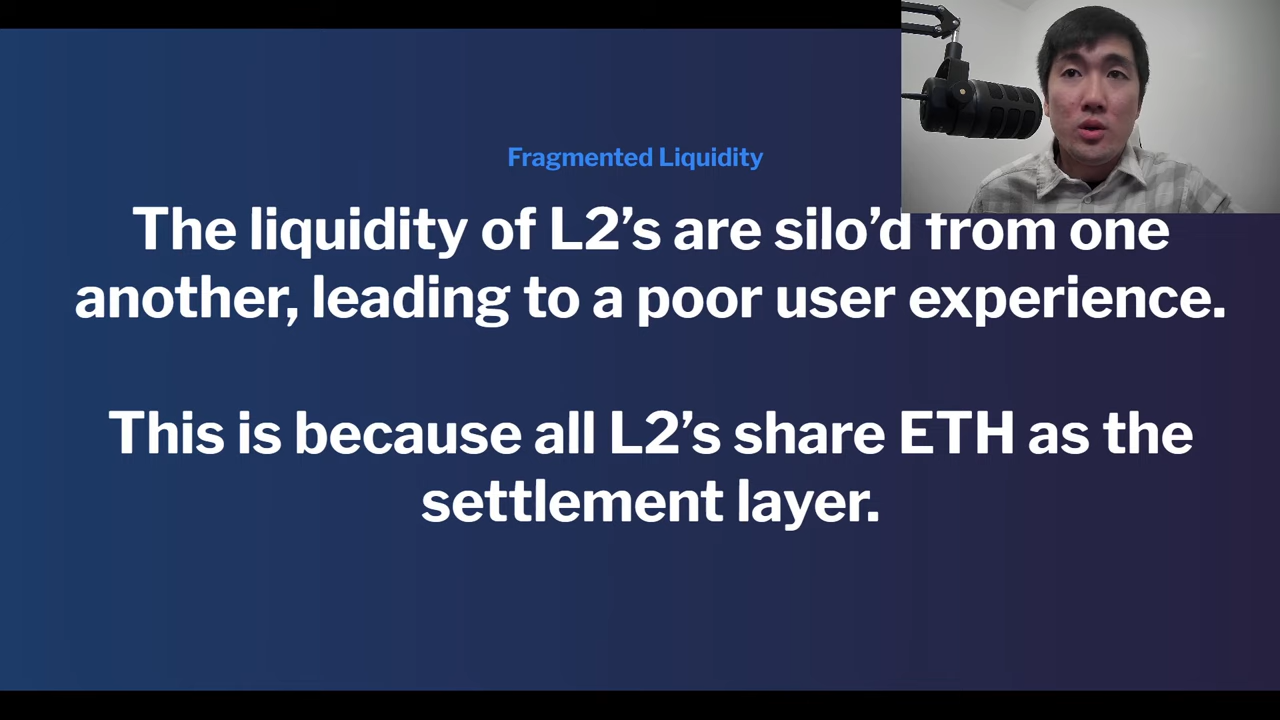 Fragmented Liquidity
The liquidity of L2’s are silo’d from one
another, leading to a poor user experience.
This is because all L2’s share ETH as the
settlement layer.